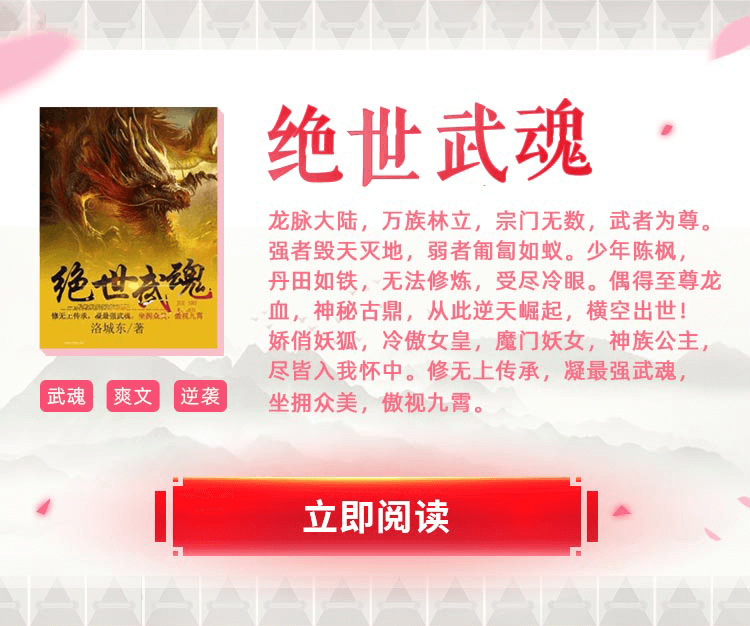 绝世武魂
龙脉大陆，万族林立，宗门无数，武者为尊。
强者毁天灭地，弱者匍匐如蚁。少年陈枫，
丹田如铁，无法修炼，受尽冷眼。偶得至尊龙
血，神秘古鼎，从此逆天崛起，横空出世！
娇俏妖狐，冷傲女皇，魔门妖女，神族公主，
尽皆入我怀中。修无上传承，凝最强武魂，
坐拥众美，傲视九霄。
绝世武魂
修无上传承，凝最强武魂，坐拥众美，傲视九霄
洛城东/著
武魂 爽文 逆袭
立即阅读